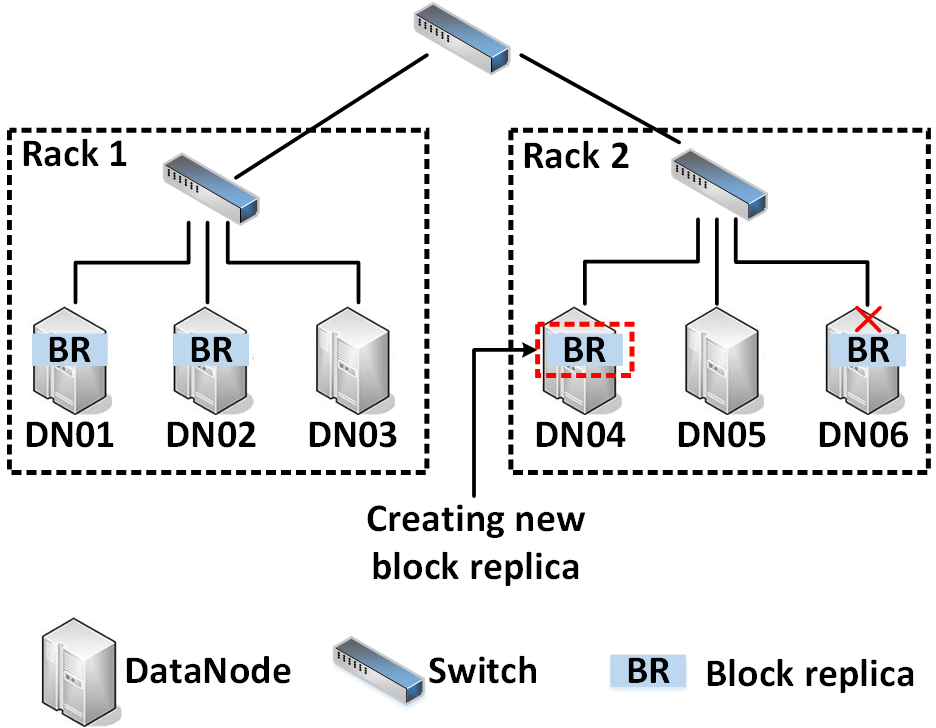 Rack 1
Rack 2
BR
BR
BR
BR
DN01
DN02
DN03
DN04
DN05
DN06
Creating new
block replica
DataNode
Switch
BR
Block replica